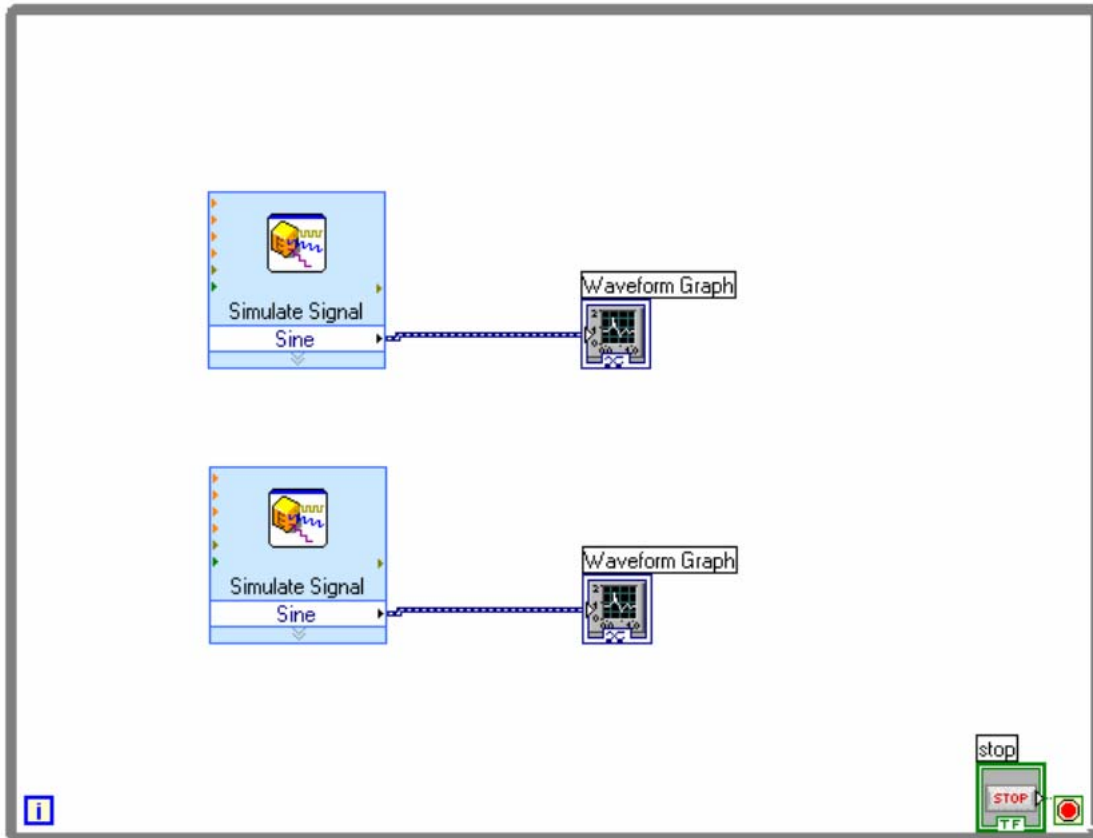 Simulate Signal
Sine
Waveform Graph
Simulate Signal
Sine
Waveform Graph
stop
STOP
TF
i